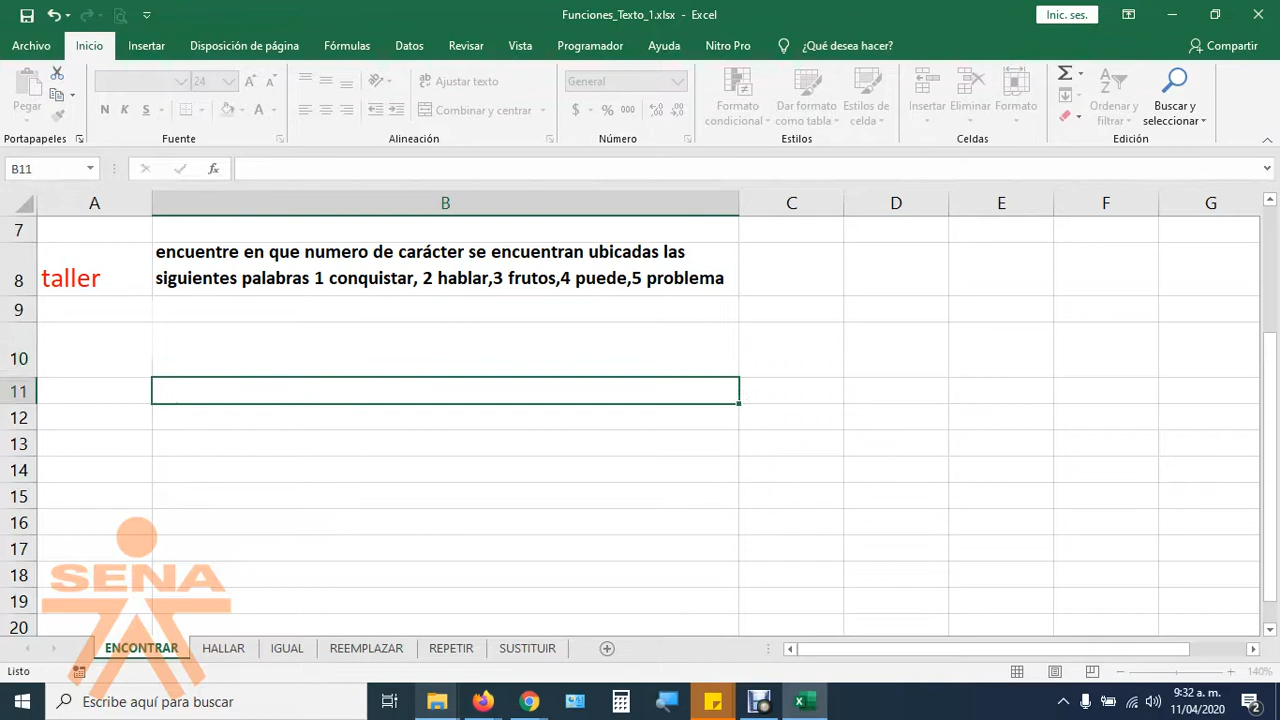 Funciones_Texto_1.xlsx - Excel
Inic. ses.
Archivo Inicio Insertar Disposición de página Fórmulas Datos Revisar Vista Programador Ayuda Nitro Pro ¿Qué desea hacer? Compartir
Pegar
24
N K S
A
Ajustar texto
Combinar y centrar
General
$ % 000
Formato condicional
Dar formato como tabla
Estilos de celda
Insertar
Eliminar
Formato
Ordenar y filtrar
Buscar y seleccionar
Portapapeles Fuente Alineación Número Estilos Celdas Edición
B11 fx
A B C D E F G
7
8 taller encuentre en que numero de carácter se encuentran ubicadas las
siguientes palabras 1 conquistar, 2 hablar,3 frutos,4 puede,5 problema
9
10
11
12
13
14
15
16
17
18
19
20
SENA
ENCONTRAR HALLAR IGUAL REEMPLAZAR REPETIR SUSTITUIR
Listo 140%
Escribe aquí para buscar
9:32 a. m.
11/04/2020
2